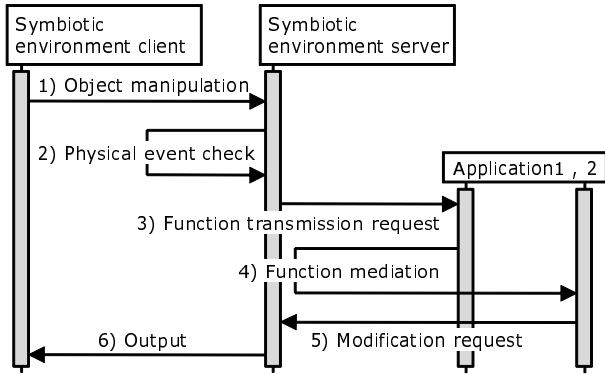 Symbiotic
environment client
Symbiotic
environment server
1) Object manipulation
2) Physical event check
Application1 , 2
3) Function transmission request
4) Function mediation
5) Modification request
6) Output